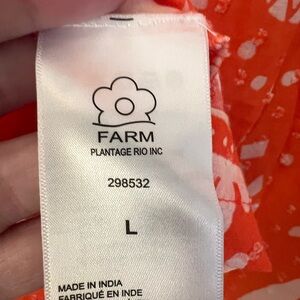 FARM
PLANTAGE RIO INC
298532
L
MADE IN INDIA
FABRIQUÉ EN INDE